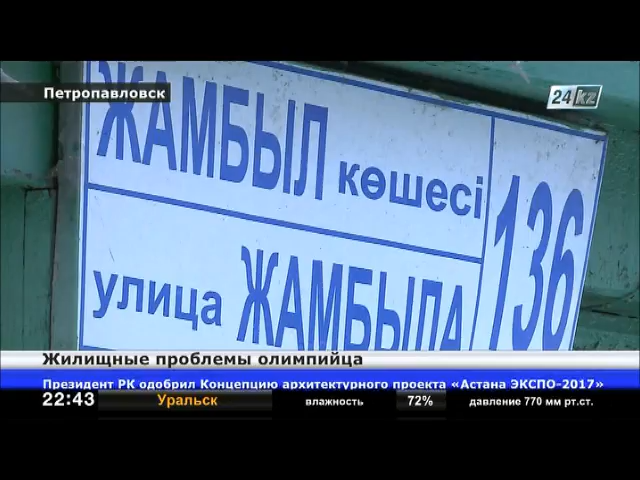 Петропавловск
24kz
ЖАМБЫЛ көшесі
улица ЖАМБЫЛА
136
Жилищные проблемы олимпийца
Президент РК одобрил Концепцию архитектурного проекта «Астана ЭКСПО-2017»
22:43 Уральск влажность 72% давление 770 мм рт.ст.